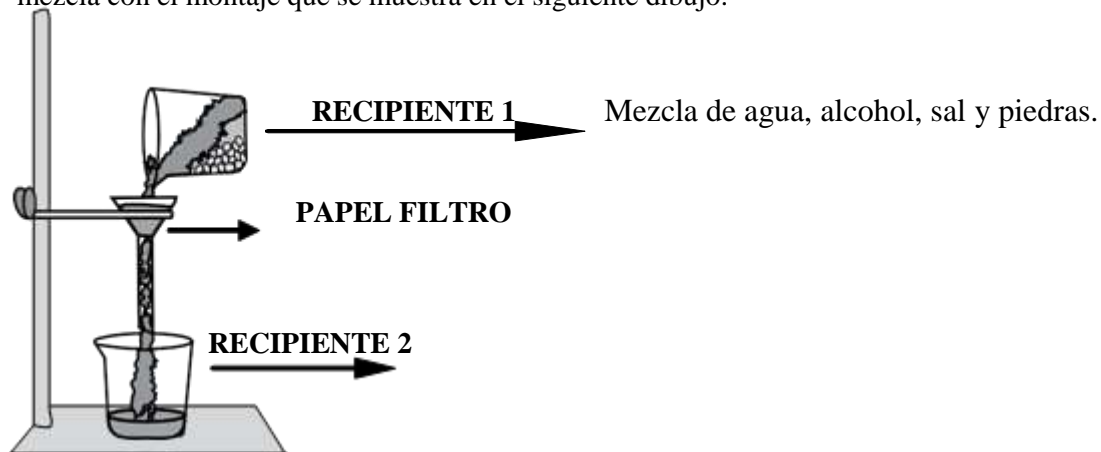 mezcla con el montaje que se muestra en el siguiente dibujo:
RECIPIENTE 1 Mezcla de agua, alcohol, sal y piedras.
PAPEL FILTRO
RECIPIENTE 2